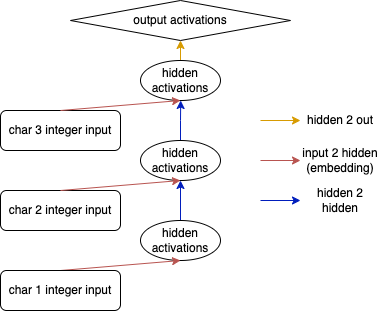 output activations
hidden
activations
char 3 integer input
hidden 2 out
hidden
activations
input 2 hidden
(embedding)
char 2 integer input
hidden 2
hidden
hidden
activations
char 1 integer input